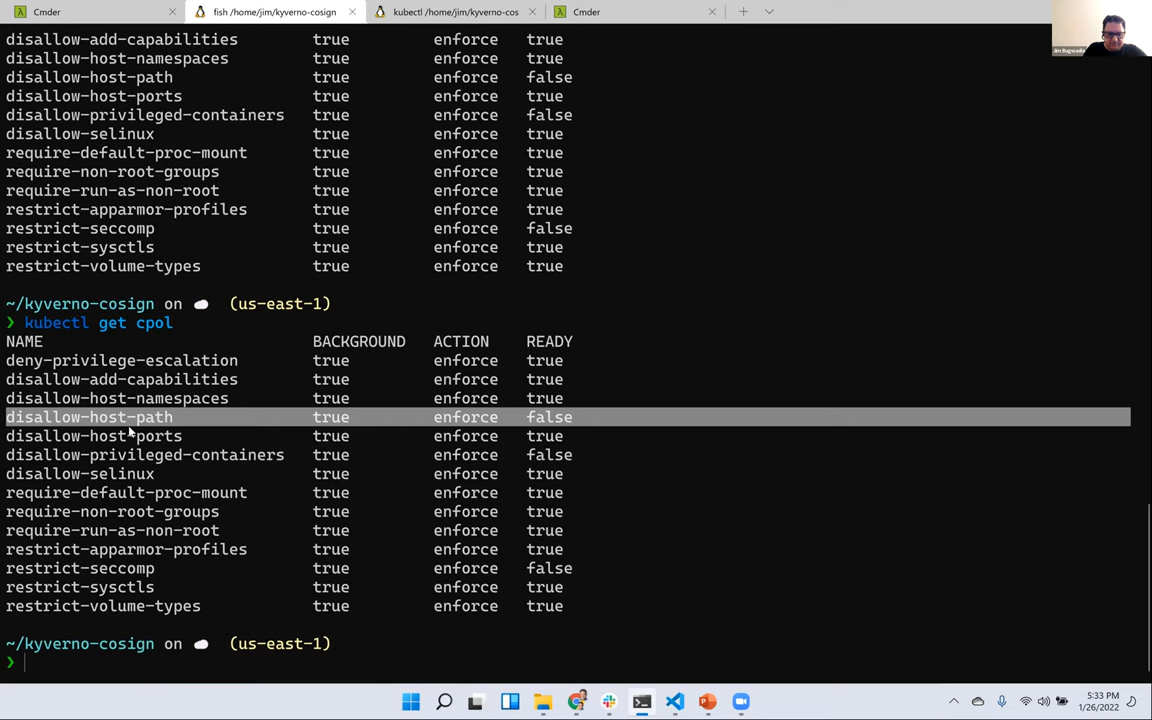 Cmder
fish /home/jim/kyverno-cosign
kubectl /home/jim/kyverno-cos
Cmder
Jim Bugwadia
disallow-add-capabilities true enforce true
disallow-host-namespaces true enforce true
disallow-host-path true enforce false
disallow-host-ports true enforce true
disallow-privileged-containers true enforce false
disallow-selinux true enforce true
require-default-proc-mount true enforce true
require-non-root-groups true enforce true
require-run-as-non-root true enforce true
restrict-apparmor-profiles true enforce true
restrict-seccomp true enforce false
restrict-sysctls true enforce true
restrict-volume-types true enforce true
~/kyverno-cosign on ☁ (us-east-1)
❯ kubectl get cpol
NAME BACKGROUND ACTION READY
deny-privilege-escalation true enforce true
disallow-add-capabilities true enforce true
disallow-host-namespaces true enforce true
disallow-host-path true enforce false
disallow-host-ports true enforce true
disallow-privileged-containers true enforce false
disallow-selinux true enforce true
require-default-proc-mount true enforce true
require-non-root-groups true enforce true
require-run-as-non-root true enforce true
restrict-apparmor-profiles true enforce true
restrict-seccomp true enforce false
restrict-sysctls true enforce true
restrict-volume-types true enforce true
~/kyverno-cosign on ☁ (us-east-1)
❯
5:33 PM
1/26/2022